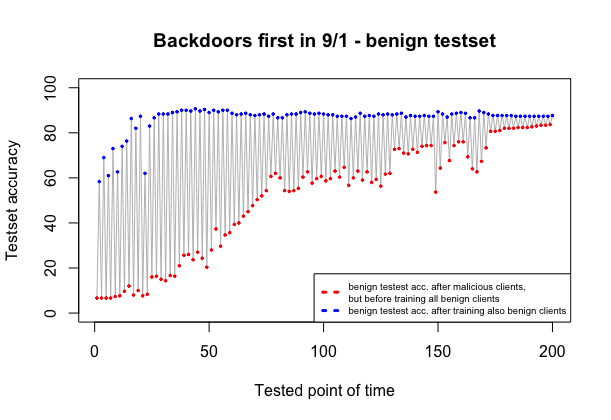 Backdoors first in 9/1 - benign testset
Testset accuracy
100
80
60
40
20
0
benign testest acc. after malicious clients,
but before training all benign clients
benign testest acc. after training also benign clients
0 50 100 150 200
Tested point of time